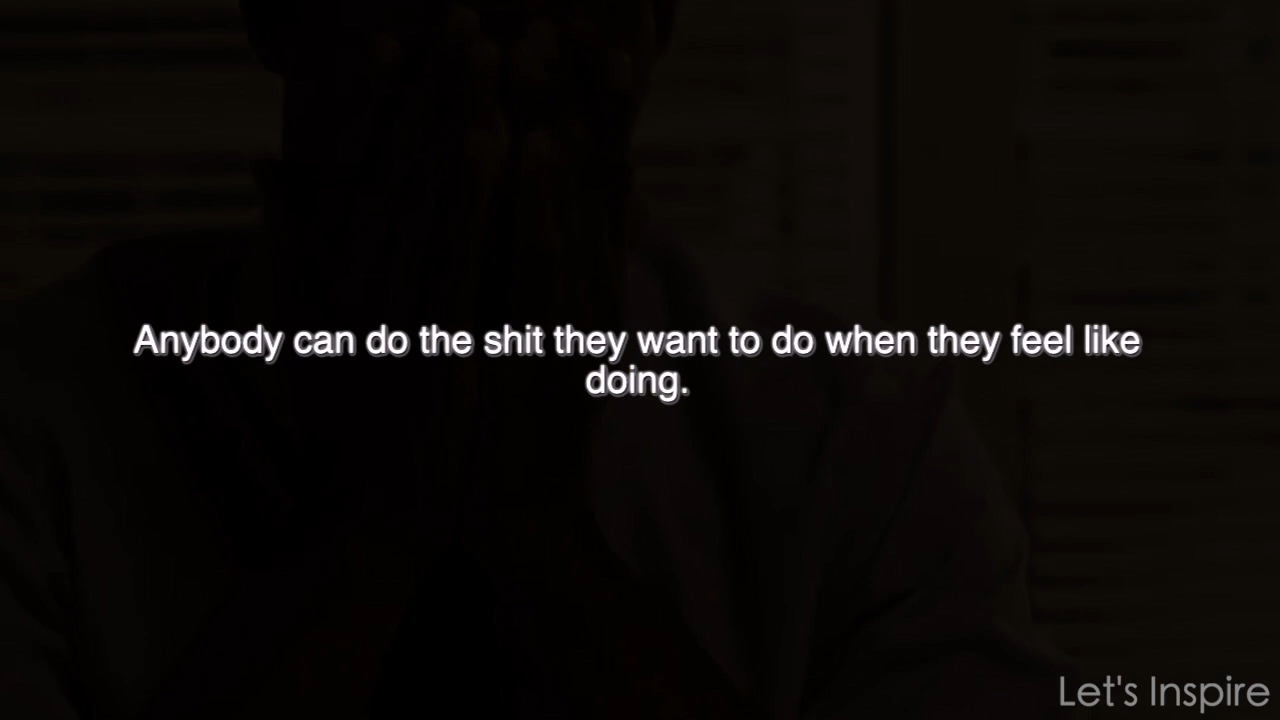 Anybody can do the shit they want to do when they feel like
doing.
Let's Inspire